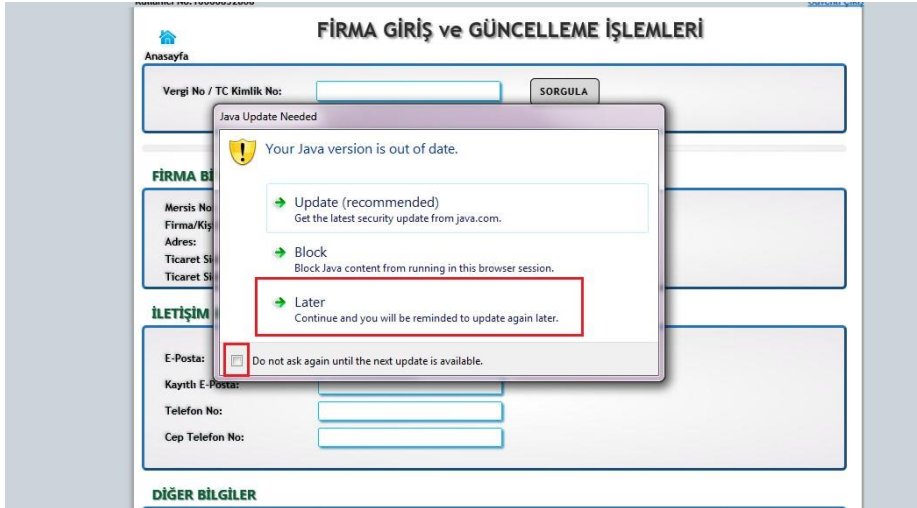 FİRMA GİRİŞ ve GÜNCELLEME İŞLEMLERİ
Anasayfa
Vergi No / TC Kimlik No:
SORGULA
Java Update Needed
Your Java version is out of date.
Update (recommended)
Get the latest security update from java.com.
Block
Block Java content from running in this browser session.
Later
Continue and you will be reminded to update again later.
Do not ask again until the next update is available.
FİRMA Bİ
Mersis No
Firma/Kiş
Adres:
Ticaret Si
Ticaret Si
İLETİŞİM
E-Posta:
Kayıtlı E-Posta:
Telefon No:
Cep Telefon No:
DİĞER BİLGİLER